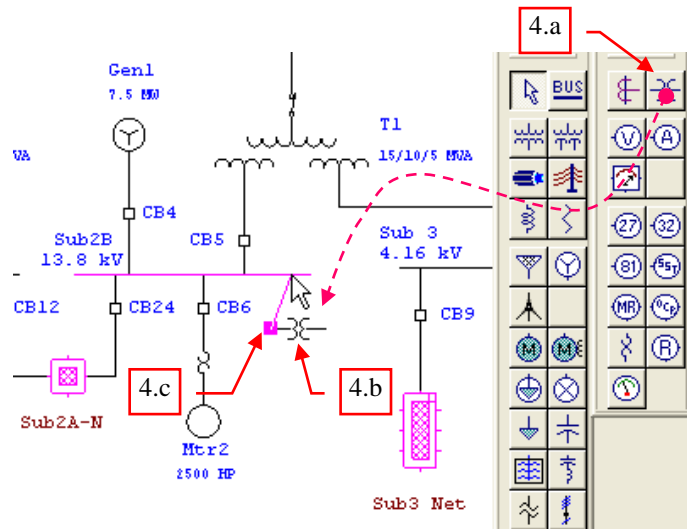 4.a
Gen1
7.5 MW
BUS
T1
15/10/5 MVA
VA
V
A
CB4
CB5
Sub2B
13.8 kV
Sub 3
4.16 kV
27
32
81
SST
CB12
CB24
CB6
CB9
MR
OCP
R
M
M
4.c
4.b
Sub2A-N
Mtr2
2500 HP
Sub3 Net